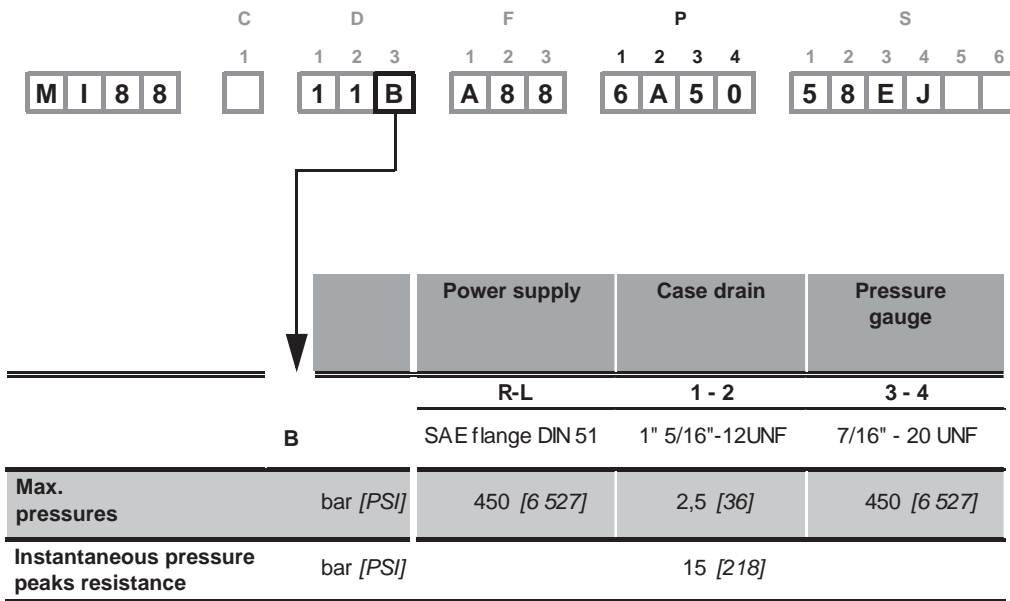 C D F P S
1 1 2 3 1 2 3 1 2 3 4 1 2 3 4 5 6
M I 8 8 1 1 B A 8 8 6 A 5 0 5 8 E J
Power supply Case drain Pressure
gauge
R-L 1 - 2 3 - 4
B SAE flange DIN 51 1" 5/16"-12UNF 7/16" - 20 UNF
Max.
pressures bar [PSI] 450 [6 527] 2,5 [36] 450 [6 527]
Instantaneous pressure
peaks resistance bar [PSI] 15 [218]